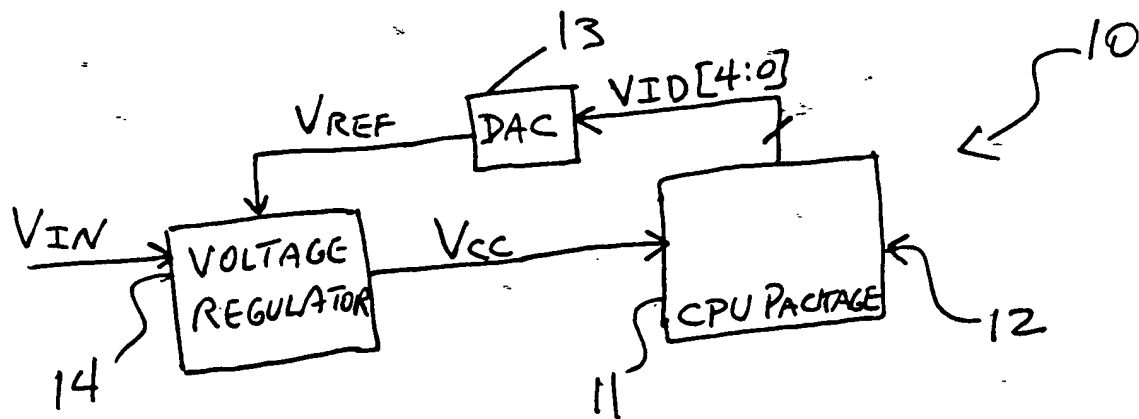 13
10
VID[4:0]
VREF
DAC
VIN
VOLTAGE
REGULATOR
VCC
CPU PACKAGE
12
14
11